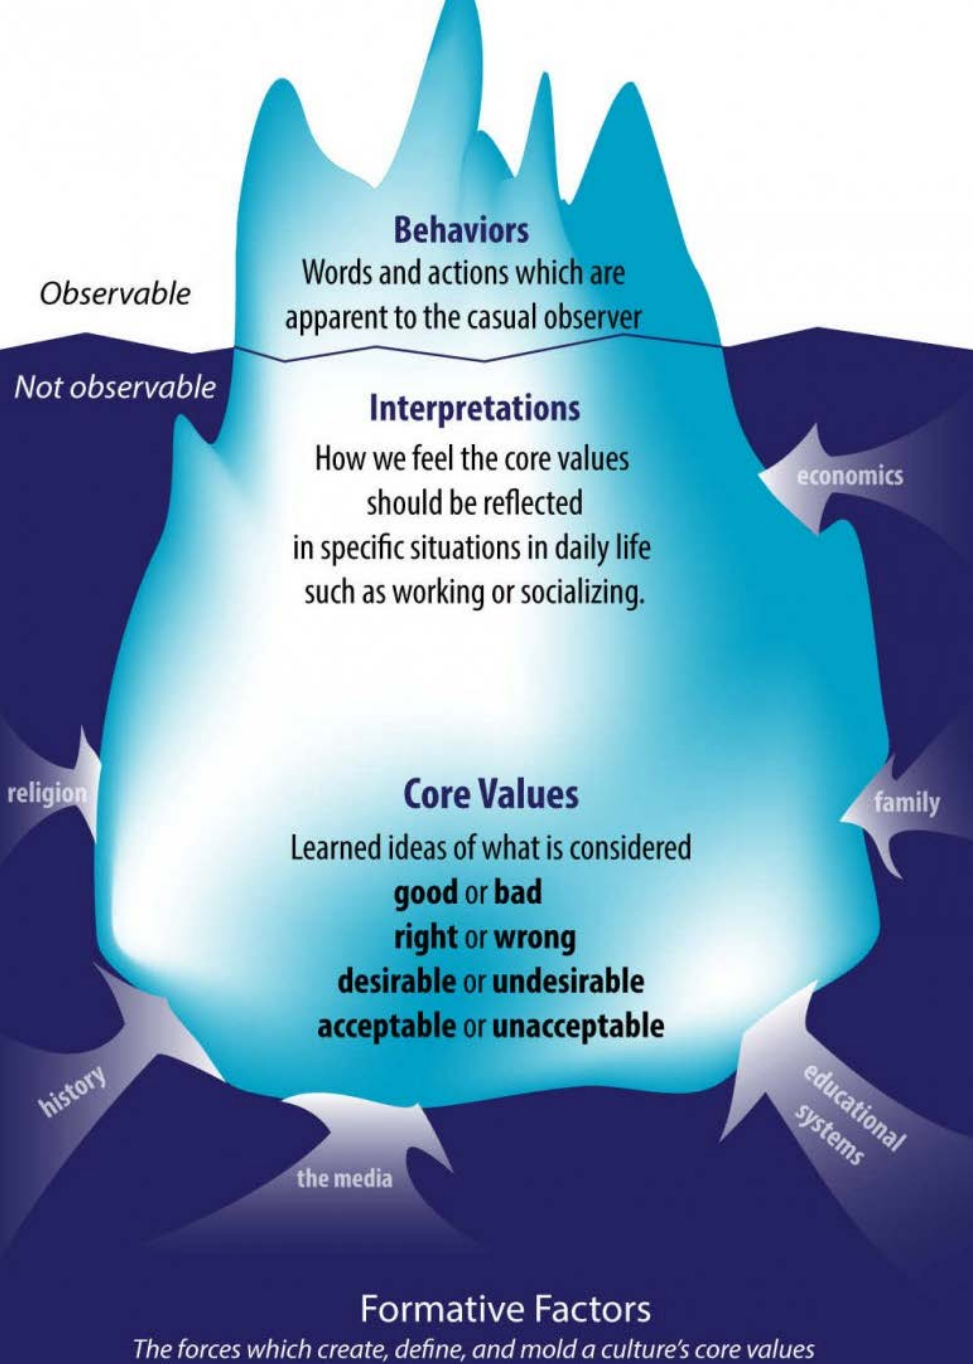 Behaviors
Words and actions which are
apparent to the casual observer
Observable
Not observable
Interpretations
How we feel the core values
should be reflected
in specific situations in daily life
such as working or socializing.
economics
religion
family
Core Values
Learned ideas of what is considered
good or bad
right or wrong
desirable or undesirable
acceptable or unacceptable
history
educational
systems
the media
Formative Factors
The forces which create, define, and mold a culture's core values